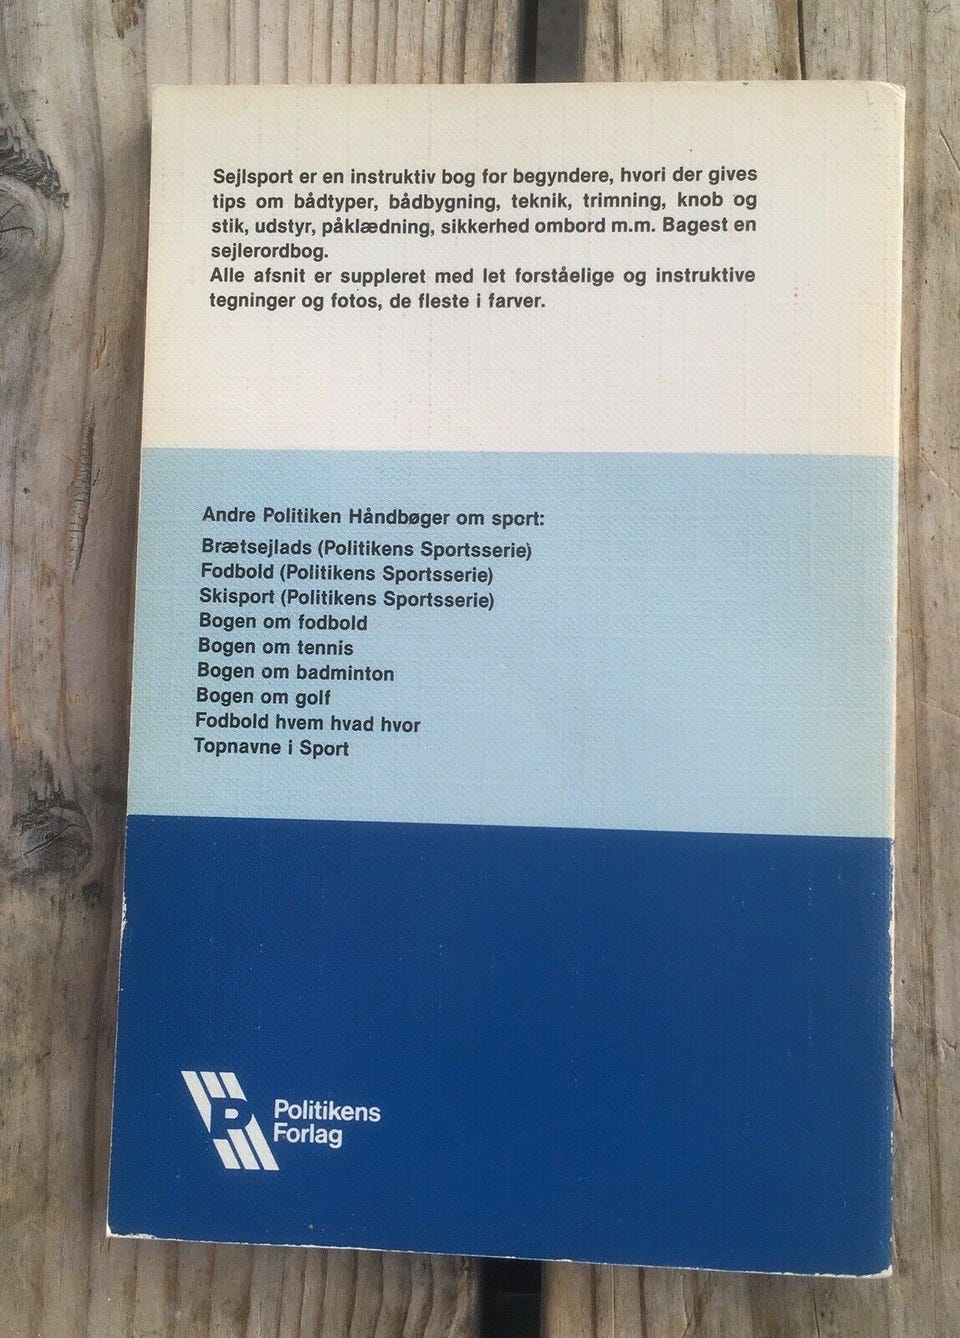 Sejlsport er en instruktiv bog for begyndere, hvori der gives
tips om bådtyper, bådbygning, teknik, trimning, knob og
stik, udstyr, påklædning, sikkerhed ombord m.m. Bagest en
sejlerordbog.
Alle afsnit er suppleret med let forståelige og instruktive
tegninger og fotos, de fleste i farver.
Andre Politiken Håndbøger om sport:
Brætsejlads (Politikens Sportsserie)
Fodbold (Politikens Sportsserie)
Skisport (Politikens Sportsserie)
Bogen om fodbold
Bogen om tennis
Bogen om badminton
Bogen om golf
Fodbold hvem hvad hvor
Topnavne i Sport
P
Politikens
Forlag